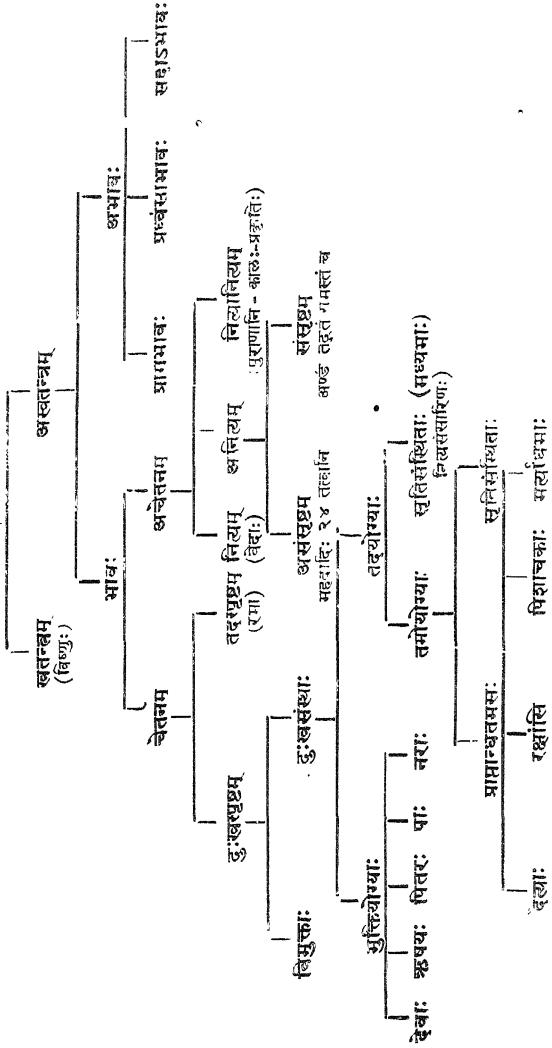 स्वतन्त्रम् अस्वतन्त्रम्
(विष्णुः)
भावः अभावः
चेतनम् अचेतनम् प्रागभावः प्रध्वंसाभावः सदाऽभावः
दुःखस्पृष्टम् तदस्पृष्टम् नित्यम् अनित्यम् नित्यानित्यम्
(रमा) (वेदाः) (पुराणानि - कालः-प्रकृतिः)
विमुक्ताः दुःखसंस्थाः असंसृष्टम् संसृष्टम्
महदादिः २४ तत्वानि अण्डं तद्गतं समस्तं च
मुक्तियोग्याः तदयोग्याः
देवाः ऋषयः पितरः पाः नराः तमोयोग्याः सृतिसंस्थिताः (मध्यमाः)
नित्यसंसारिणः
प्राप्तान्धतमसः सृतिसंस्थिताः
दैत्याः रक्षांसि पिशाचकाः मर्त्याधमाः